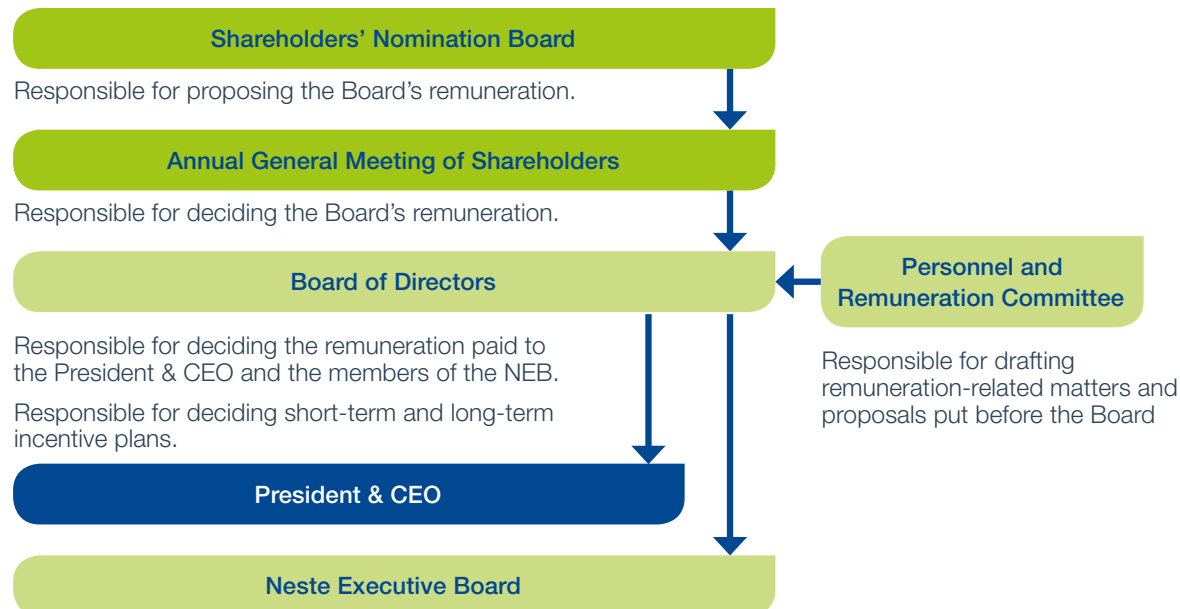 Shareholders’ Nomination Board
Responsible for proposing the Board’s remuneration.
Annual General Meeting of Shareholders
Responsible for deciding the Board’s remuneration.
Board of Directors
Personnel and
Remuneration Committee
Responsible for deciding the remuneration paid to
the President & CEO and the members of the NEB.
Responsible for deciding short-term and long-term
incentive plans.
Responsible for drafting
remuneration-related matters and
proposals put before the Board
President & CEO
Neste Executive Board